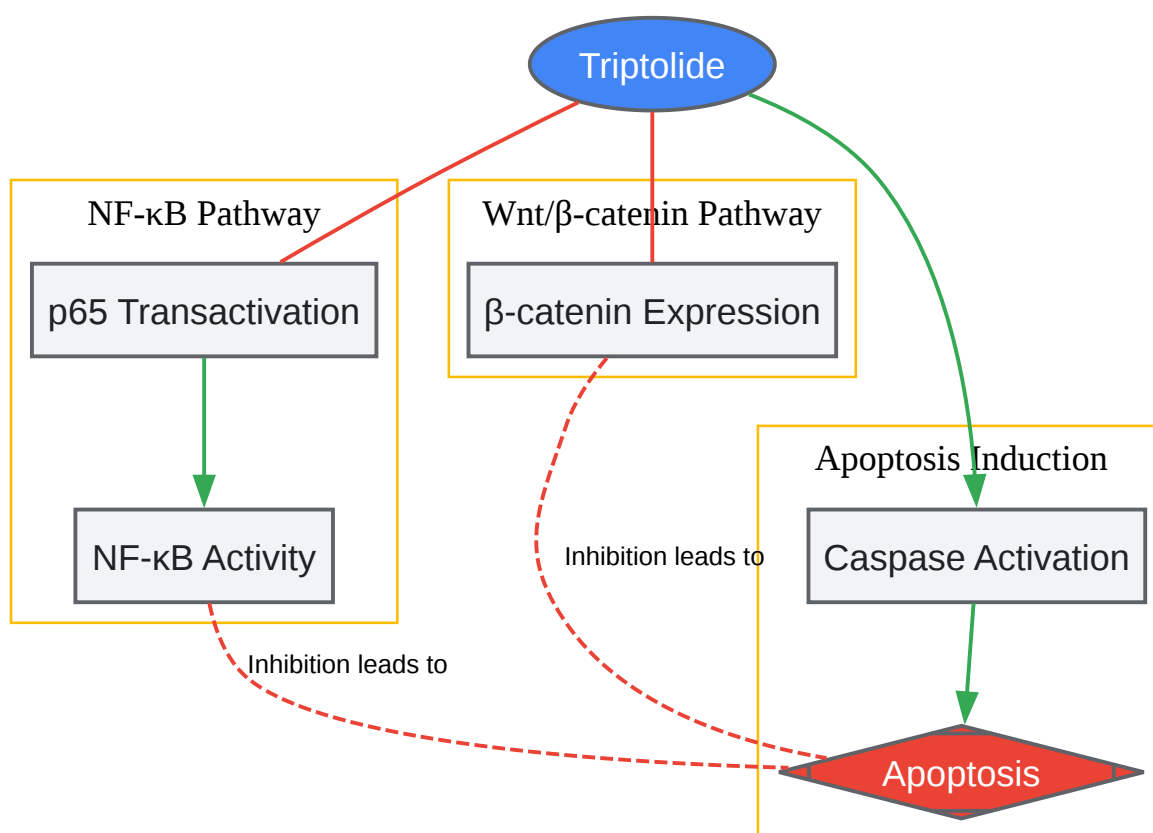 Triptolide
NF-κB Pathway
Wnt/β-catenin Pathway
p65 Transactivation
β-catenin Expression
Apoptosis Induction
NF-κB Activity
Inhibition leads to
Caspase Activation
Inhibition leads to
Apoptosis